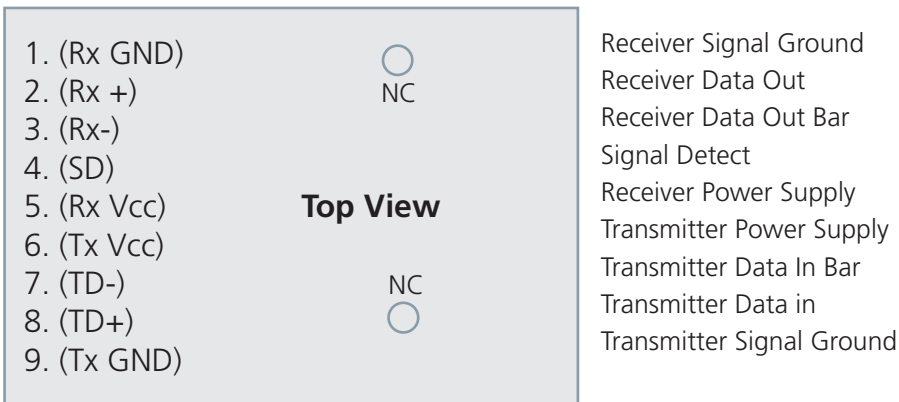 1. (Rx GND)
2. (Rx +)
3. (Rx-)
4. (SD)
5. (Rx Vcc)
6. (Tx Vcc)
7. (TD-)
8. (TD+)
9. (Tx GND)
NC
Top View
NC
Receiver Signal Ground
Receiver Data Out
Receiver Data Out Bar
Signal Detect
Receiver Power Supply
Transmitter Power Supply
Transmitter Data In Bar
Transmitter Data in
Transmitter Signal Ground